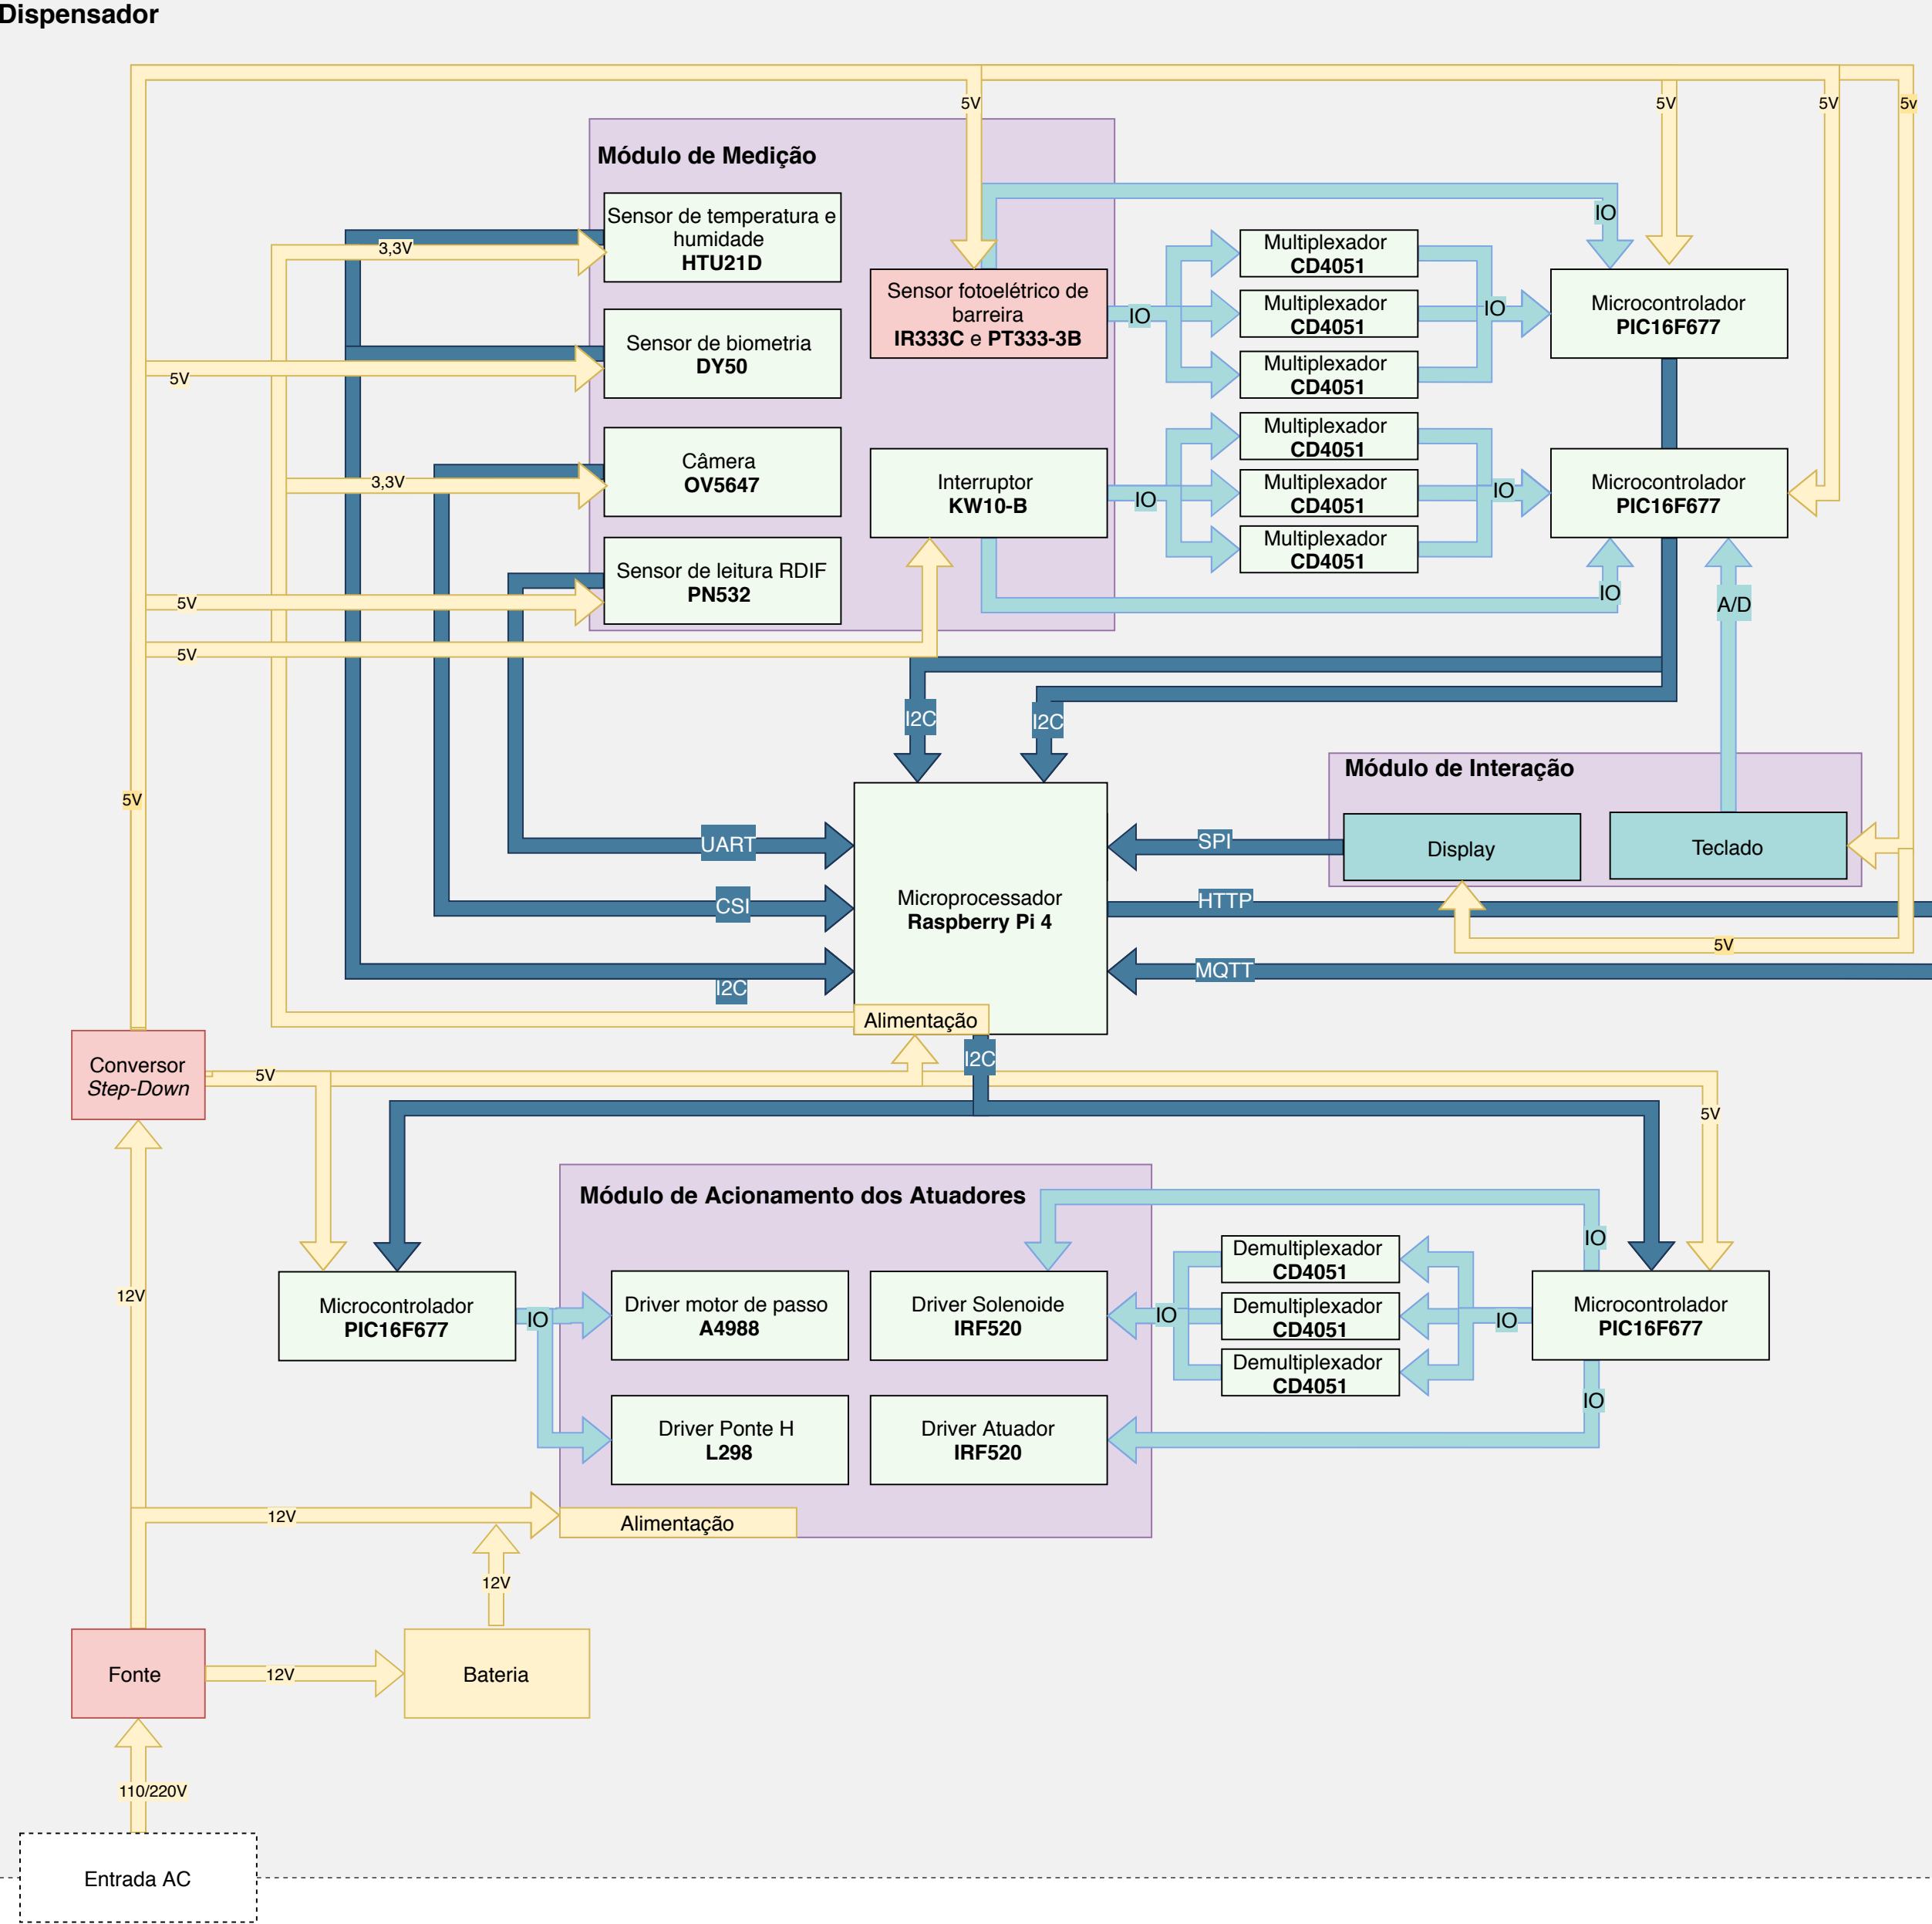 Dispensador
5V
5V
5V
5v
Módulo de Medição
Sensor de temperatura e
humidade
HTU21D
3,3V
IO
Sensor fotoelétrico de
barreira
IR333C e PT333-3B
IO
Multiplexador
CD4051
Multiplexador
CD4051
Multiplexador
CD4051
IO
Microcontrolador
PIC16F677
Sensor de biometria
DY50
5V
Câmera
OV5647
3,3V
Interruptor
KW10-B
IO
Multiplexador
CD4051
Multiplexador
CD4051
Multiplexador
CD4051
IO
Microcontrolador
PIC16F677
Sensor de leitura RDIF
PN532
5V
IO
A/D
5V
I2C
I2C
5V
Módulo de Interação
Display
Teclado
UART
SPI
CSI
Microprocessador
Raspberry Pi 4
HTTP
5V
I2C
MQTT
Alimentação
I2C
Conversor
Step-Down
5V
5V
Módulo de Acionamento dos Atuadores
IO
12V
Microcontrolador
PIC16F677
IO
Driver motor de passo
A4988
Driver Solenoide
IRF520
IO
Demultiplexador
CD4051
Demultiplexador
CD4051
Demultiplexador
CD4051
IO
Microcontrolador
PIC16F677
IO
Driver Ponte H
L298
Driver Atuador
IRF520
12V
Alimentação
12V
Fonte
12V
Bateria
110/220V
Entrada AC